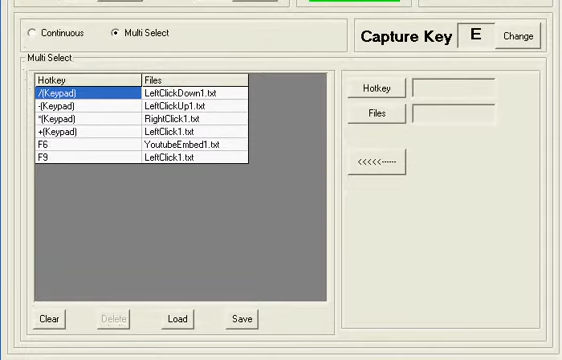 Continuous
Multi Select
Capture Key
E
Change
Multi Select
Hotkey Files
/(Keypad) LeftClickDown1.txt
-(Keypad) LeftClickUp1.txt
*(Keypad) RightClick1.txt
+(Keypad) LeftClick1.txt
F6 YoutubeEmbed1.txt
F9 LeftClick1.txt
Hotkey
Files
<<<<<------
Clear
Delete
Load
Save